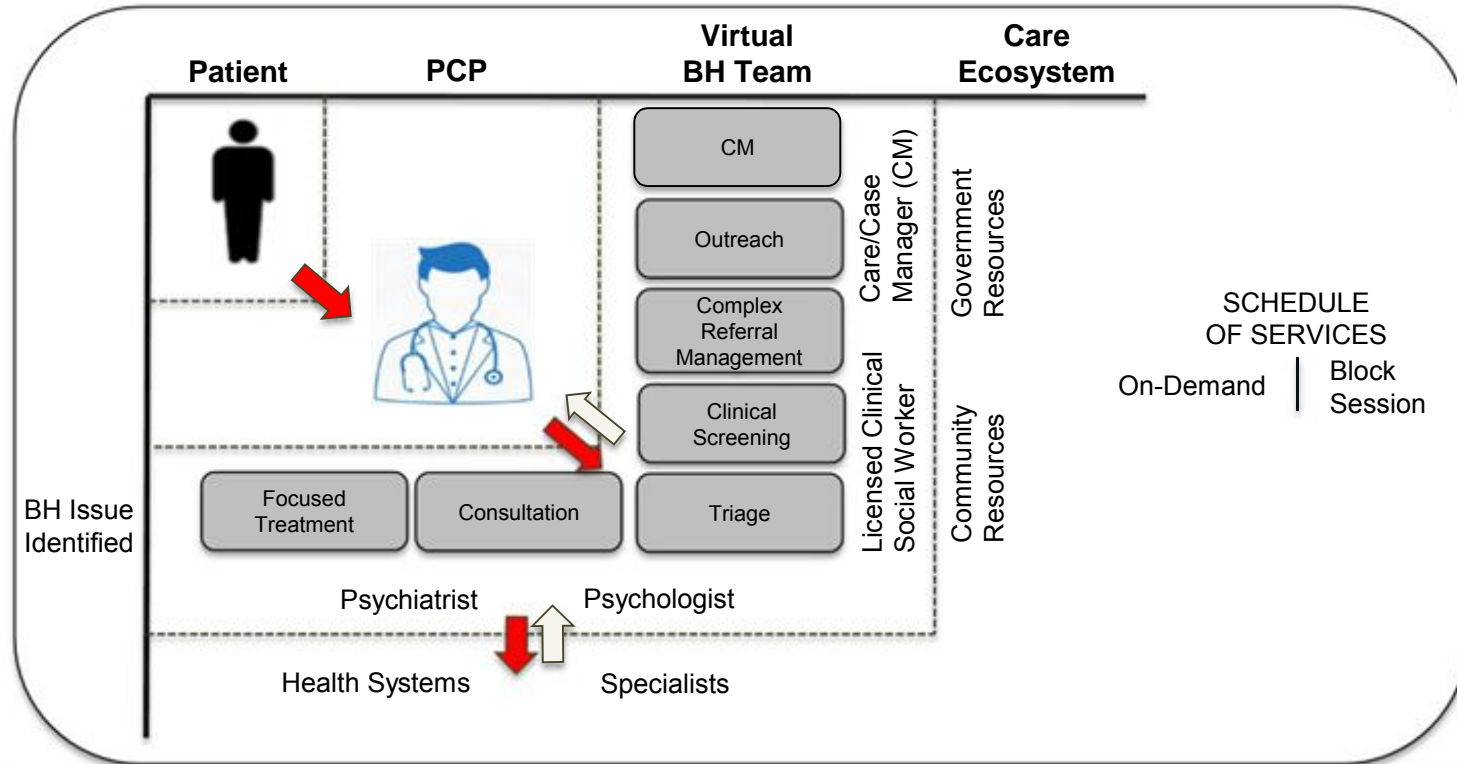 Patient
PCP
Virtual
BH Team
Care
Ecosystem
CM
Outreach
Complex
Referral
Management
Clinical
Screening
Triage
Consultation
Focused
Treatment
Care/Case
Manager (CM)
Licensed Clinical
Social Worker
Government
Resources
Community
Resources
SCHEDULE
OF SERVICES
On-Demand
Block
Session
BH Issue
Identified
Psychiatrist
Psychologist
Health Systems
Specialists